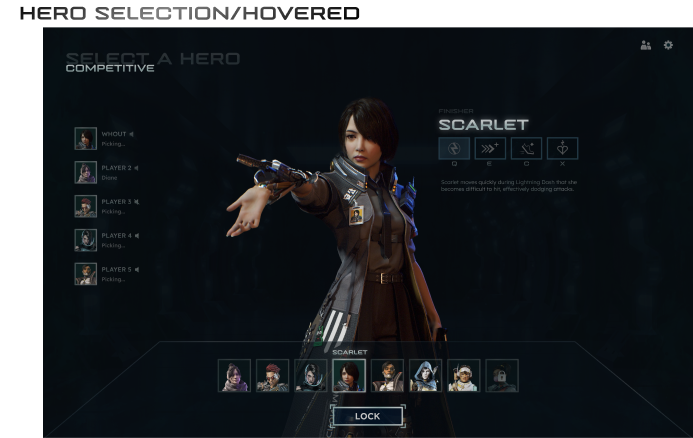 HERO SELECTION/HOVERED
SELECT A HERO
COMPETITIVE
WHOUT
Picking...
PLAYER 2
Dione
PLAYER 3
Picking...
PLAYER 4
Picking...
PLAYER 5
Picking...
FINISHER
SCARLET
Q E C X
Scarlet moves quickly during Lightning Dash that she
becomes difficult to hit, effectively dodging attacks.
SCARLET
LOCK